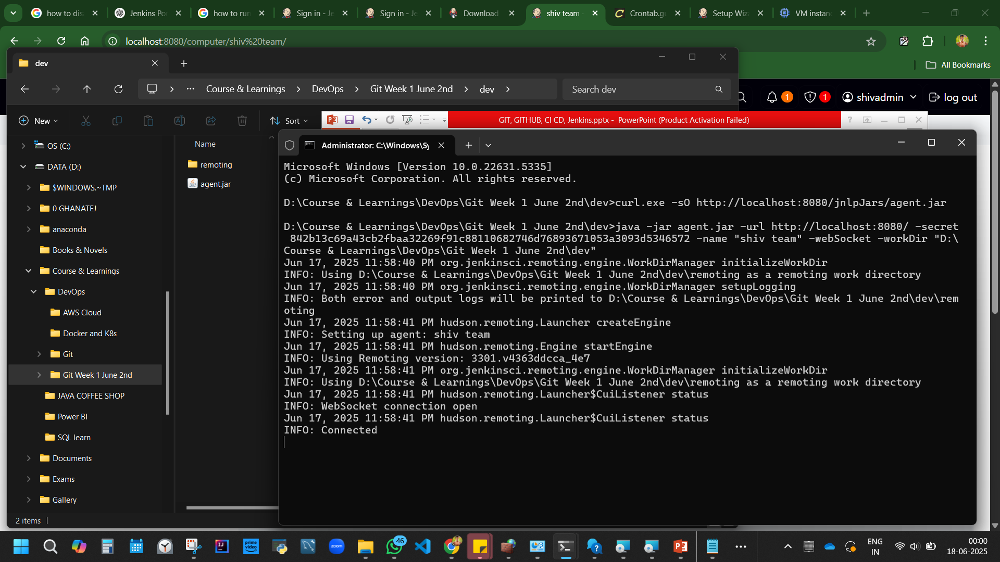 how to dis
Jenkins Po
how to run
Sign in - Je
Sign in - Je
Download
shiv team -
Crontab.gu
Setup Wiz
VM instan
localhost:8080/computer/shiv%20team/
All Bookmarks
dev
Course & Learnings
DevOps
Git Week 1 June 2nd
dev
Search dev
1
1
shivadmin
log out
New
Sort
GIT, GITHUB, CI CD, Jenkins.pptx - PowerPoint (Product Activation Failed)
OS (C:)
DATA (D:)
$WINDOWS.~TMP
0 GHANATEJ
anaconda
Books & Novels
Course & Learnings
DevOps
AWS Cloud
Docker and K8s
Git
Git Week 1 June 2nd
JAVA COFFEE SHOP
Power BI
SQL learn
Documents
Exams
Gallery
2 items
Name
remoting
agent.jar
Administrator: C:\Windows\Sy
Microsoft Windows [Version 10.0.22631.5335]
(c) Microsoft Corporation. All rights reserved.
D:\Course & Learnings\DevOps\Git Week 1 June 2nd\dev>curl.exe -sO http://localhost:8080/jnlpJars/agent.jar
D:\Course & Learnings\DevOps\Git Week 1 June 2nd\dev>java -jar agent.jar -url http://localhost:8080/ -secret
842b13c69a43cb2fbaa32269f91c88110682746d76893671053a3093d5346572 -name "shiv team" -webSocket -workDir "D:\
Course & Learnings\DevOps\Git Week 1 June 2nd\dev"
Jun 17, 2025 11:58:40 PM org.jenkinsci.remoting.engine.WorkDirManager initializeWorkDir
INFO: Using D:\Course & Learnings\DevOps\Git Week 1 June 2nd\dev\remoting as a remoting work directory
Jun 17, 2025 11:58:40 PM org.jenkinsci.remoting.engine.WorkDirManager setupLogging
INFO: Both error and output logs will be printed to D:\Course & Learnings\DevOps\Git Week 1 June 2nd\dev\rem
oting
Jun 17, 2025 11:58:41 PM hudson.remoting.Launcher createEngine
INFO: Setting up agent: shiv team
Jun 17, 2025 11:58:41 PM hudson.remoting.Engine startEngine
INFO: Using Remoting version: 3301.v4363ddcca_4e7
Jun 17, 2025 11:58:41 PM org.jenkinsci.remoting.engine.WorkDirManager initializeWorkDir
INFO: Using D:\Course & Learnings\DevOps\Git Week 1 June 2nd\dev\remoting as a remoting work directory
Jun 17, 2025 11:58:41 PM hudson.remoting.Launcher$CuiListener status
INFO: WebSocket connection open
Jun 17, 2025 11:58:41 PM hudson.remoting.Launcher$CuiListener status
INFO: Connected
prime video
zoom
46
ENG
IN
00:00
18-06-2025